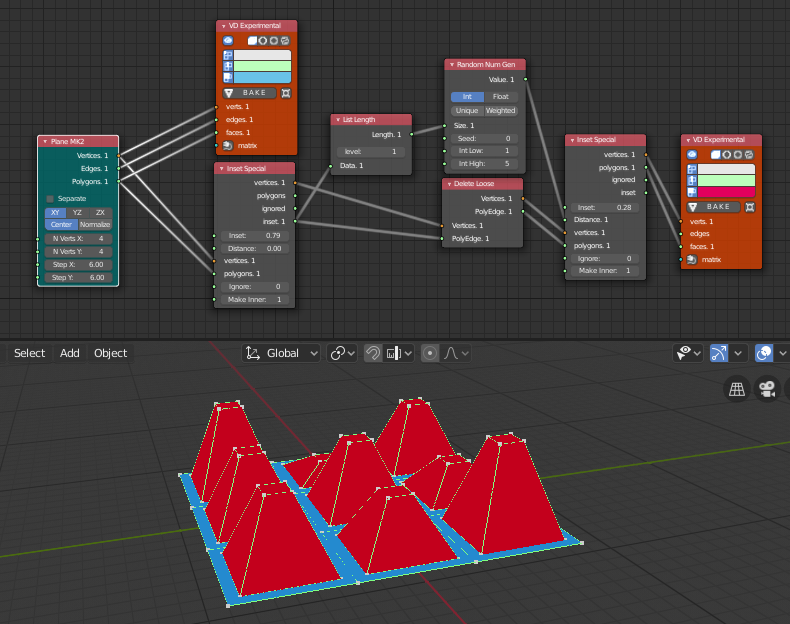 VD Experimental
BAKE
verts. 1
edges. 1
faces. 1
matrix
Plane MK2
Vertices. 1
Edges. 1
Polygons. 1
Separate
XY YZ ZX
Center Normalize
N Verts X: 4
N Verts Y: 4
Step X: 6.00
Step Y: 6.00
Inset Special
vertices. 1
polygons
ignored
inset. 1
Inset: 0.79
Distance: 0.00
vertices. 1
polygons. 1
Ignore: 0
Make Inner: 1
List Length
Length. 1
level: 1
Data. 1
Random Num Gen
Value. 1
Int Float
Unique Weighted
Size. 1
Seed: 0
Int Low: 1
Int High: 5
Delete Loose
Vertices. 1
PolyEdge. 1
Vertices. 1
PolyEdge. 1
Inset Special
vertices. 1
polygons. 1
ignored
inset
Inset: 0.28
Distance. 1
vertices. 1
polygons. 1
Ignore: 0
Make Inner: 1
VD Experimental
BAKE
verts. 1
edges
faces. 1
matrix
Select Add Object Global